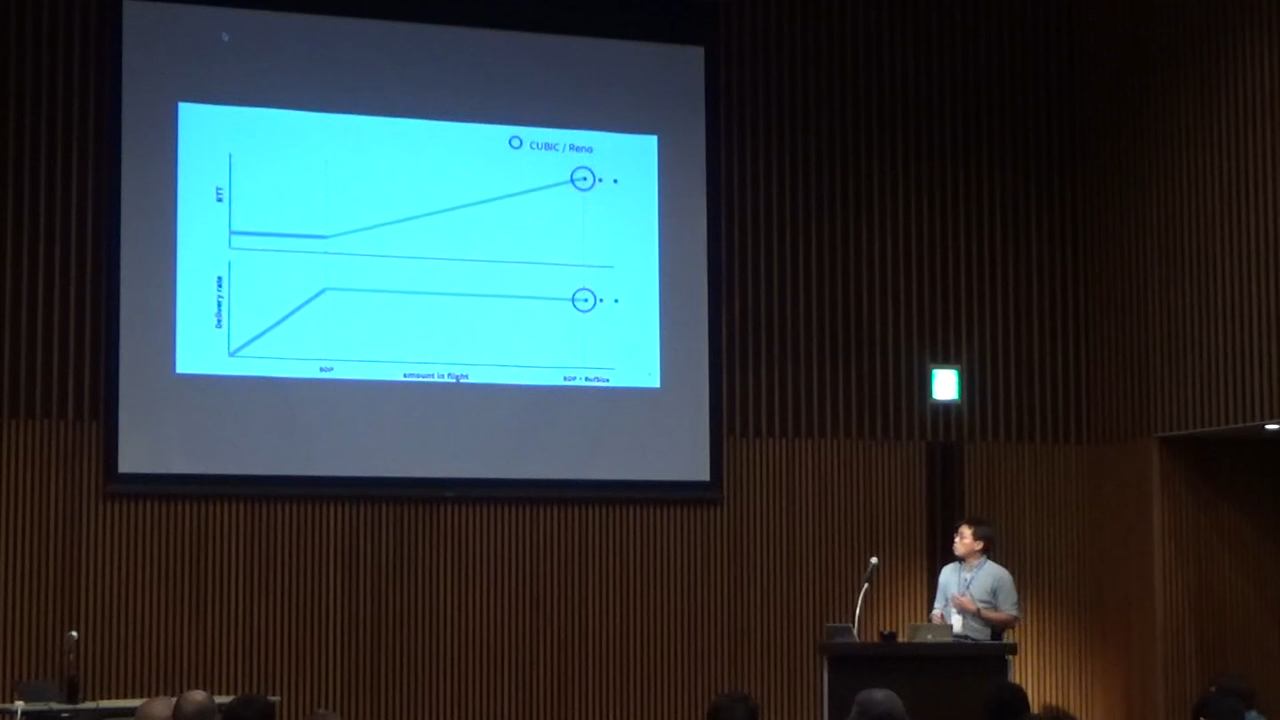 CUBIC / Reno
RTT
Delivery rate
BDP
amount in flight
BDP + BufSize